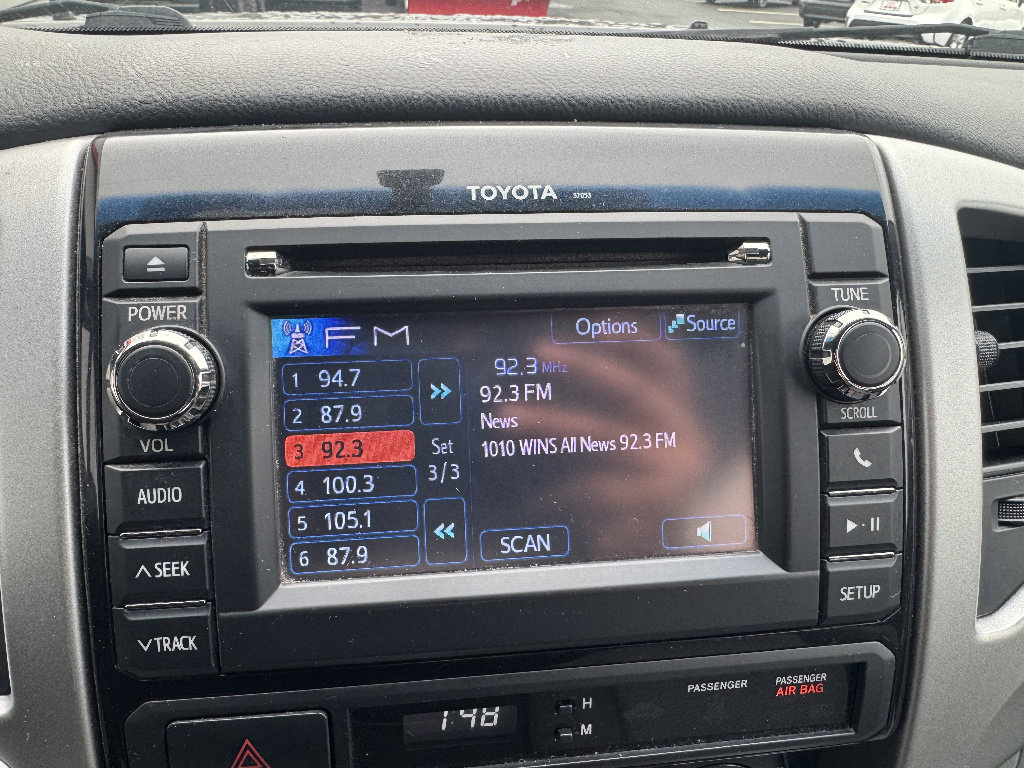 TOYOTA 57053
POWER
VOL
AUDIO
∧ SEEK
∨ TRACK
FM
Options
Source
1 94.7
2 87.9
3 92.3
4 100.3
5 105.1
6 87.9
>>
Set
3/3
<<
92.3 MHz
92.3 FM
News
1010 WINS All News 92.3 FM
SCAN
TUNE
SCROLL
SETUP
1:48
H
M
PASSENGER
PASSENGER
AIR BAG